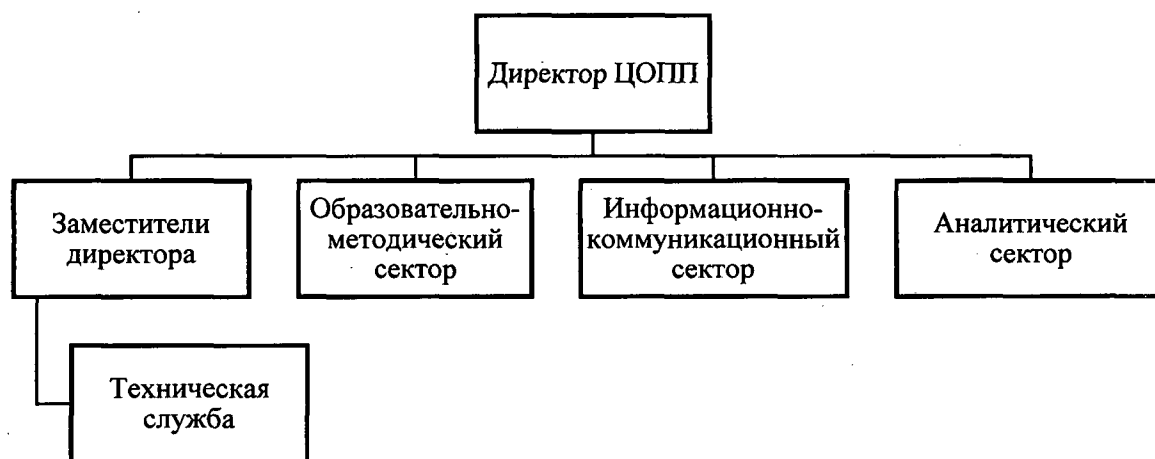 Директор ЦОПП
Заместители
директора
Образовательно-
методический
сектор
Информационно-
коммуникационный
сектор
Аналитический
сектор
Техническая
служба